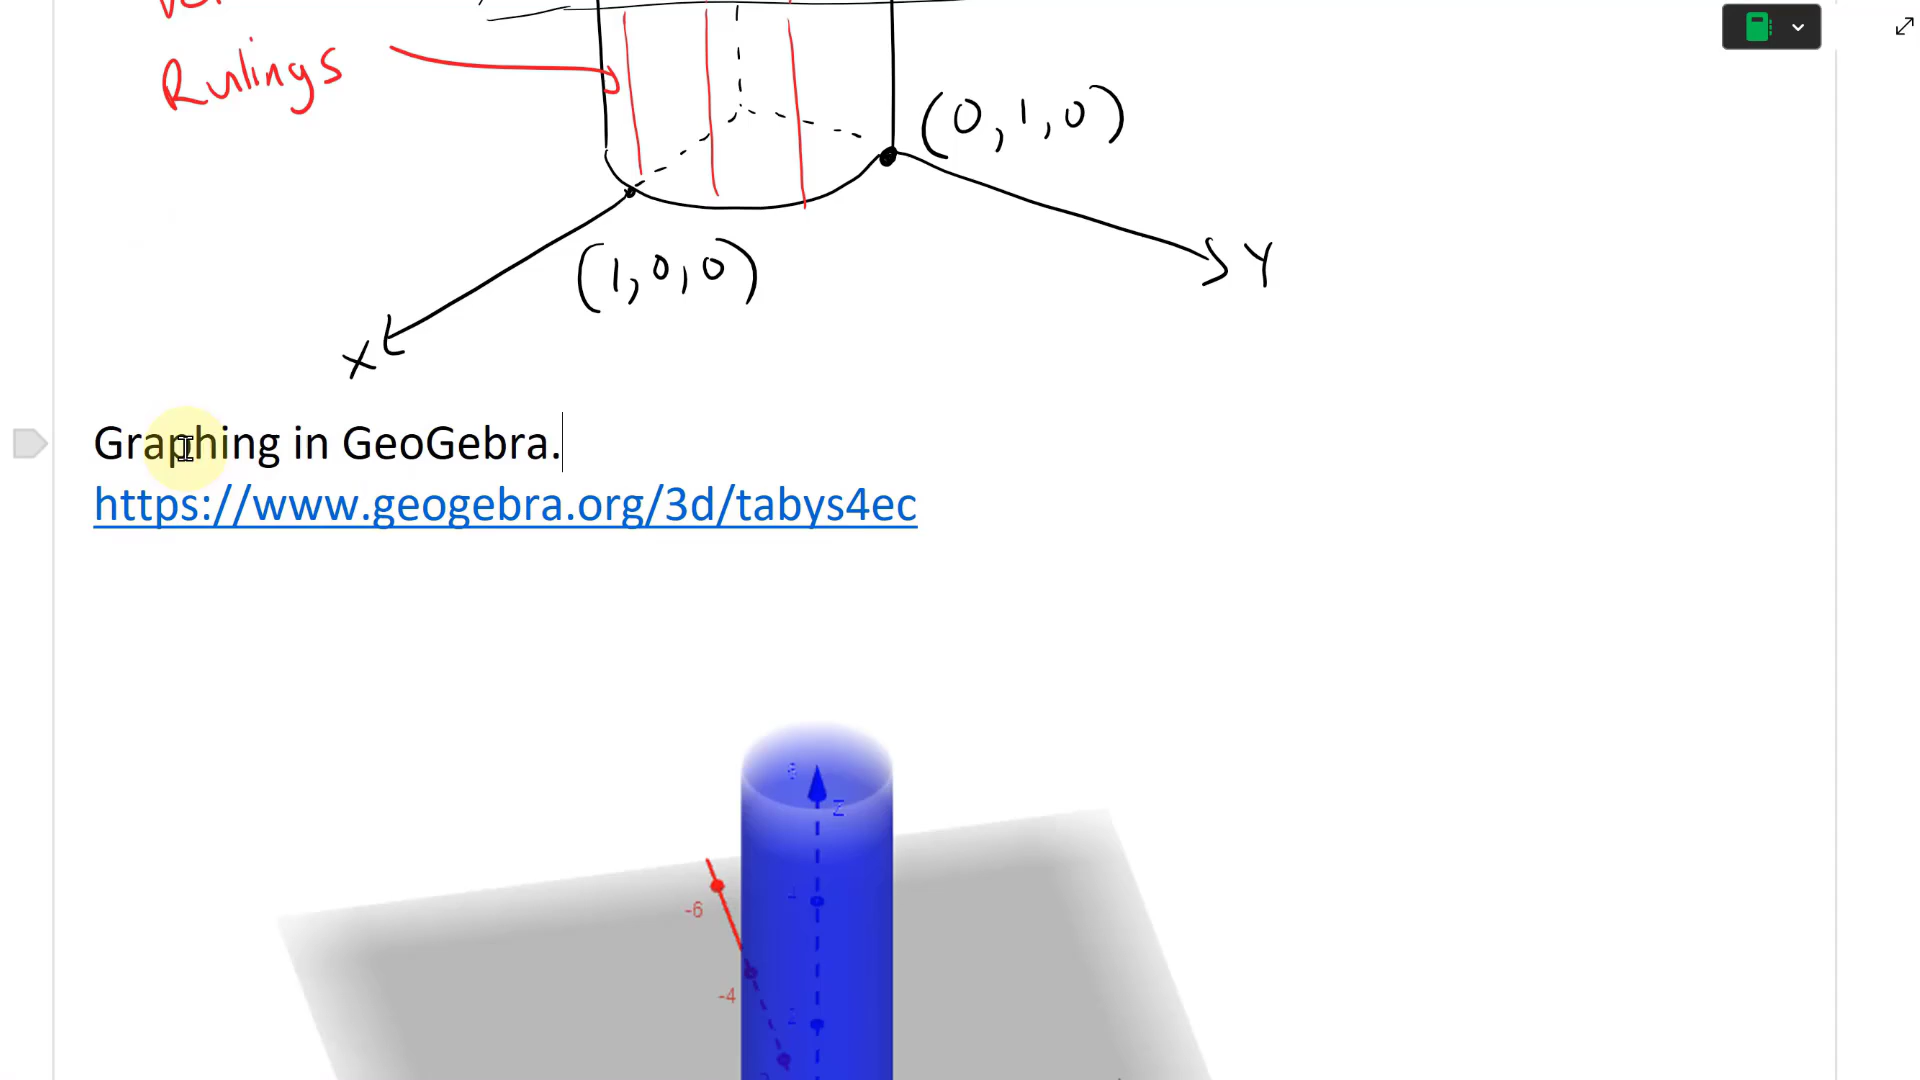 Rulings
(0,1,0)
(1,0,0)
Y
X
Graphing in GeoGebra.
https://www.geogebra.org/3d/tabys4ec
Z
-6
-4